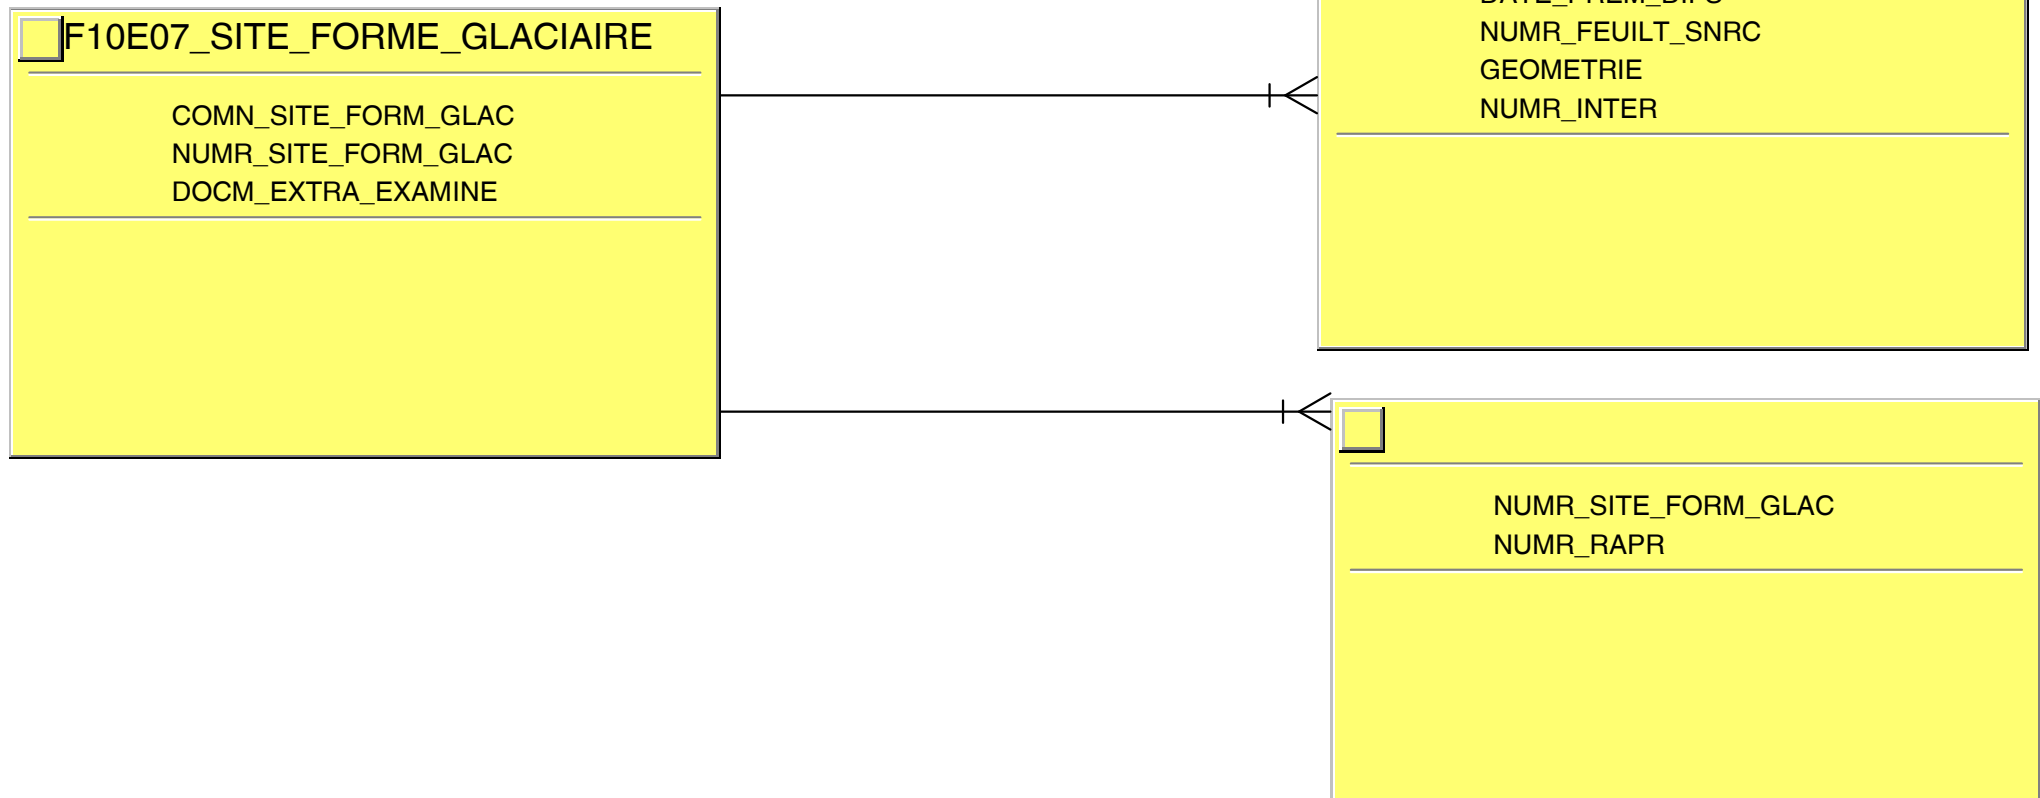 F10E07_SITE_FORME_GLACIAIRE
COMN_SITE_FORM_GLAC
NUMR_SITE_FORM_GLAC
DOCM_EXTRA_EXAMINE
NUMR_FEUILT_SNRC
GEOMETRIE
NUMR_INTER
NUMR_SITE_FORM_GLAC
NUMR_RAPR